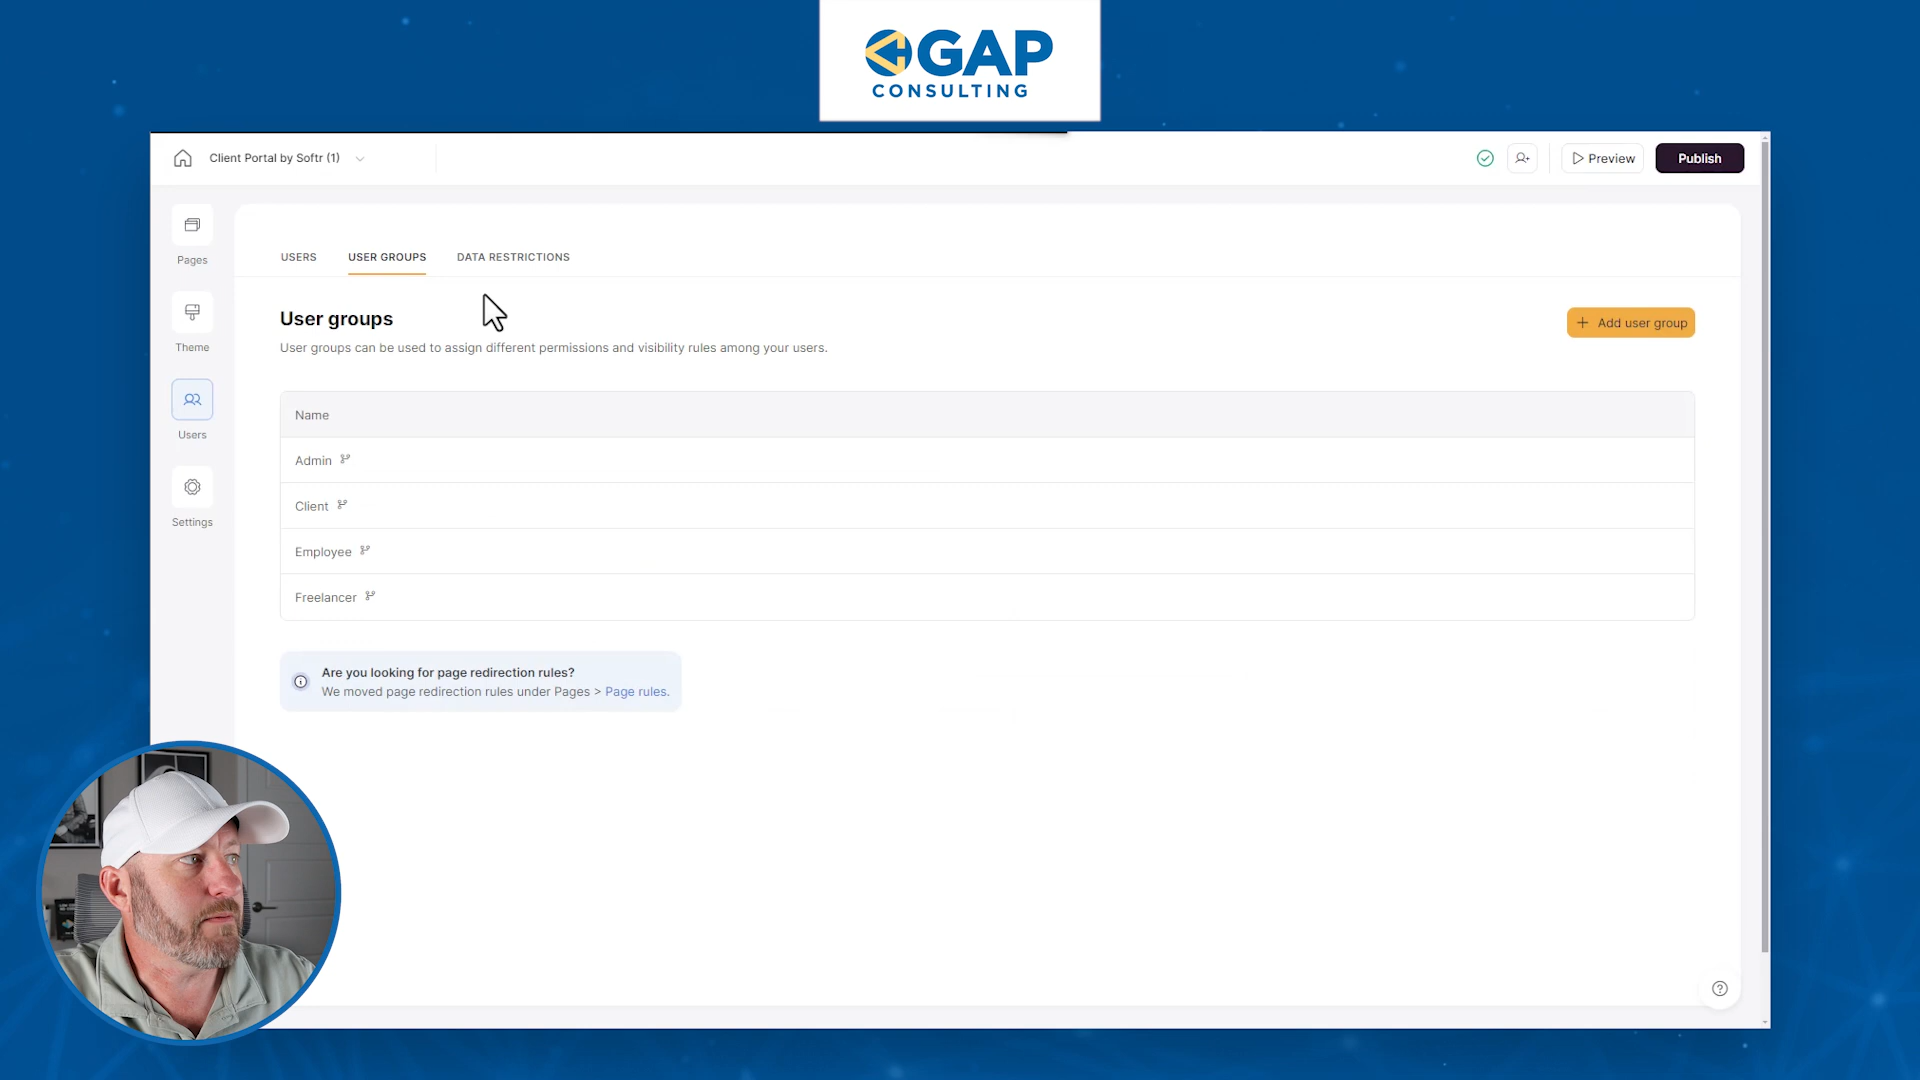 GAP
CONSULTING
Client Portal by Softr (1)
Preview
Publish
Pages
Theme
Users
Settings
USERS
USER GROUPS
DATA RESTRICTIONS
User groups
User groups can be used to assign different permissions and visibility rules among your users.
+ Add user group
Name
Admin
Client
Employee
Freelancer
Are you looking for page redirection rules?
We moved page redirection rules under Pages > Page rules.